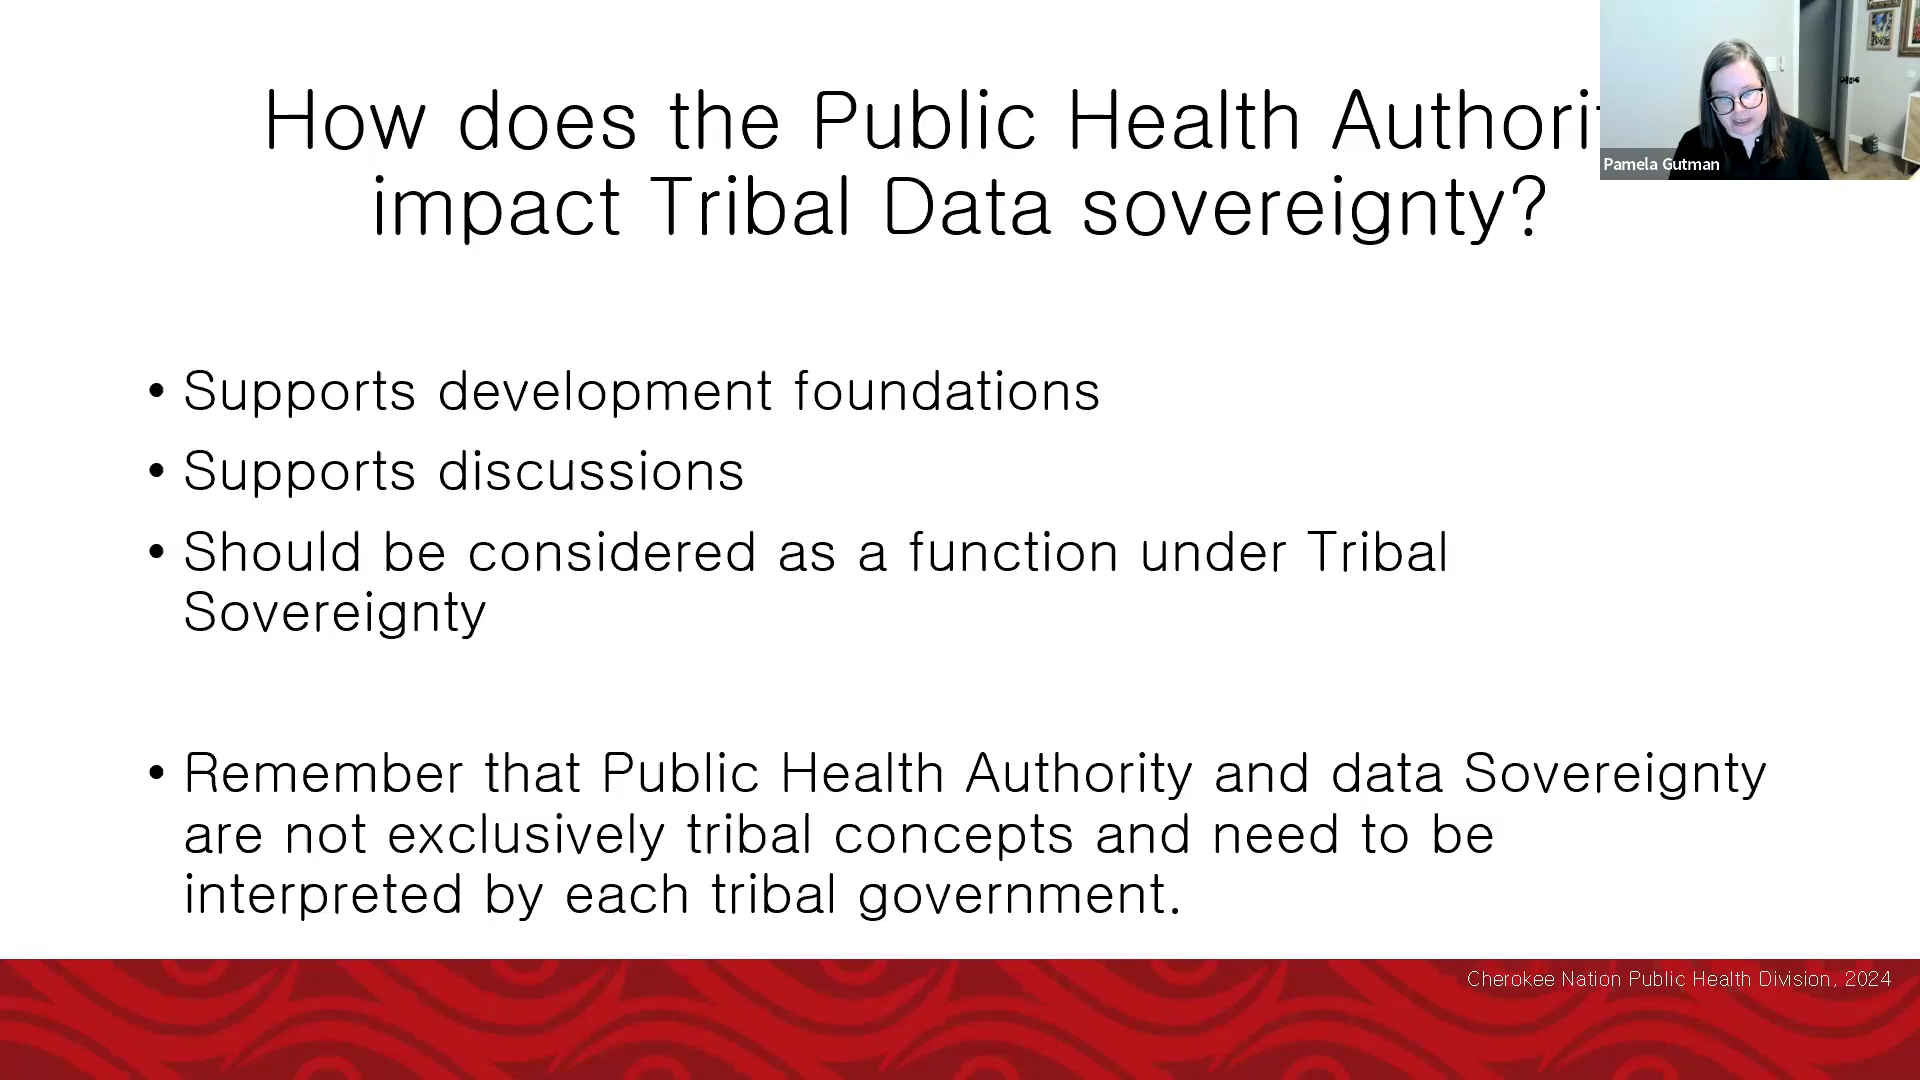 How does the Public Health Authori
impact Tribal Data sovereignty?
Pamela Gutman
• Supports development foundations
• Supports discussions
• Should be considered as a function under Tribal
Sovereignty
• Remember that Public Health Authority and data Sovereignty
are not exclusively tribal concepts and need to be
interpreted by each tribal government.
Cherokee Nation Public Health Division, 2024